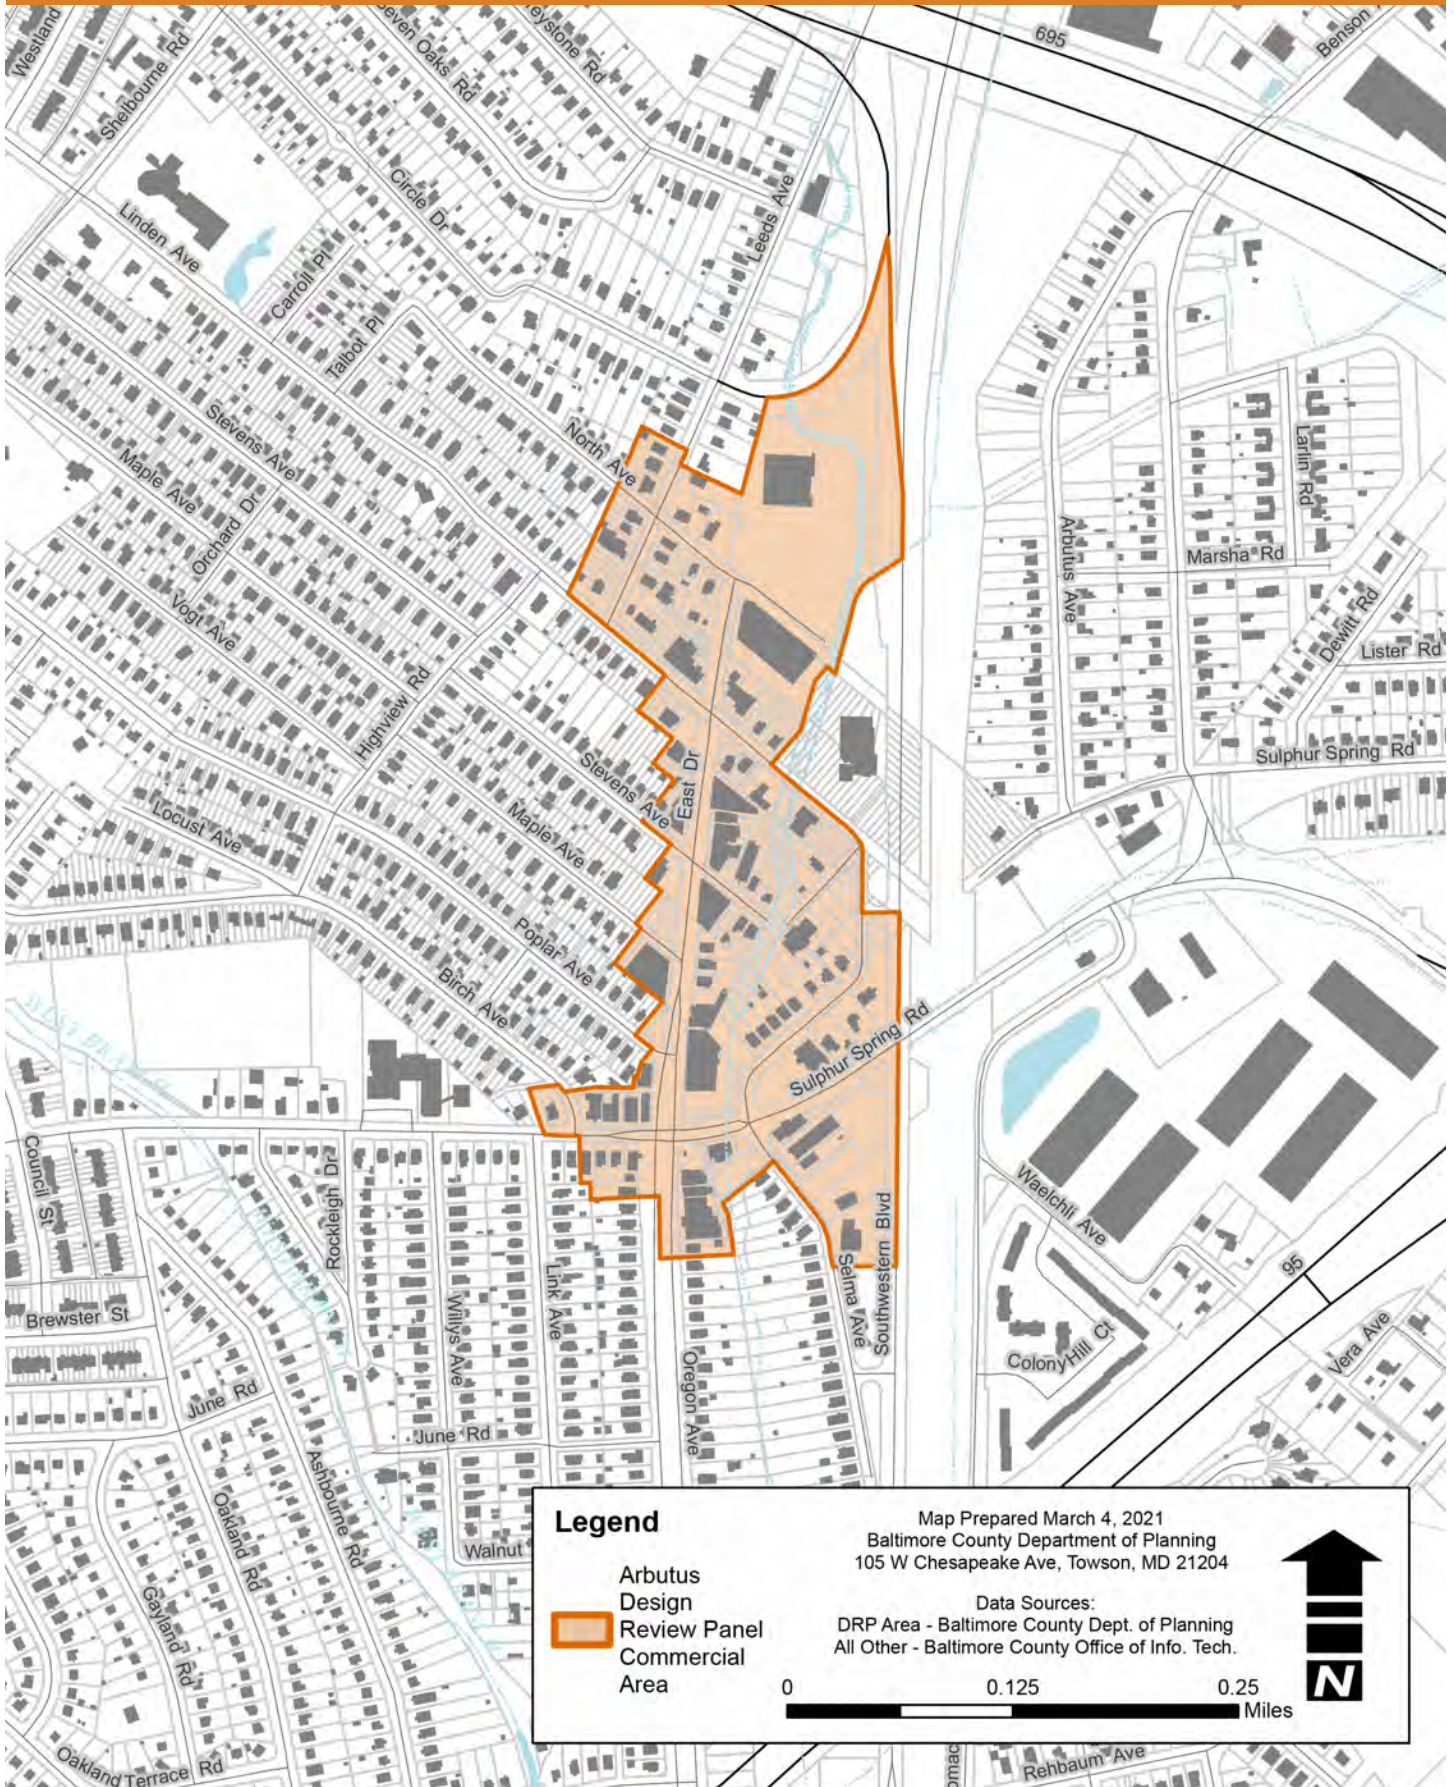 Westland
Shelbourne Rd
Seven Oaks Rd
Greystone Rd
695
Benson
Linden Ave
Circle Dr
Leeds Ave
Carroll Pl
Talbot Pl
Stevens Ave
Maple Ave
Orchard Dr
North Ave
Larlin Rd
Arbutus Ave
Marsha Rd
Dewitt Rd
Lister Rd
Vogt Ave
Highview Rd
Sulphur Spring Rd
East Dr
Stevens Ave
Locust Ave
Maple Ave
Poplar Ave
Birch Ave
Sulphur Spring Rd
Council St
Rockleigh Dr
Waelchli Ave
Link Ave
Willys Ave
Selma Ave
Southwestern Blvd
95
Brewster St
Colony Hill Ct
Vera Ave
Oregon Ave
June Rd
June Rd
Ashbourne Rd
Oakland Rd
Walnut
Gayland Rd
Oakland Terrace Rd
Rehbaum Ave
Legend
Arbutus
Design
Review Panel
Commercial
Area
Map Prepared March 4, 2021
Baltimore County Department of Planning
105 W Chesapeake Ave, Towson, MD 21204
Data Sources:
DRP Area - Baltimore County Dept. of Planning
All Other - Baltimore County Office of Info. Tech.
0 0.125 0.25
Miles
N